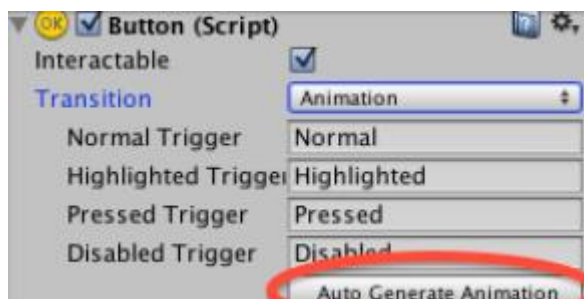 OK Button (Script)
Interactable
Transition Animation
Normal Trigger Normal
Highlighted Trigger Highlighted
Pressed Trigger Pressed
Disabled Trigger Disabled
Auto Generate Animation